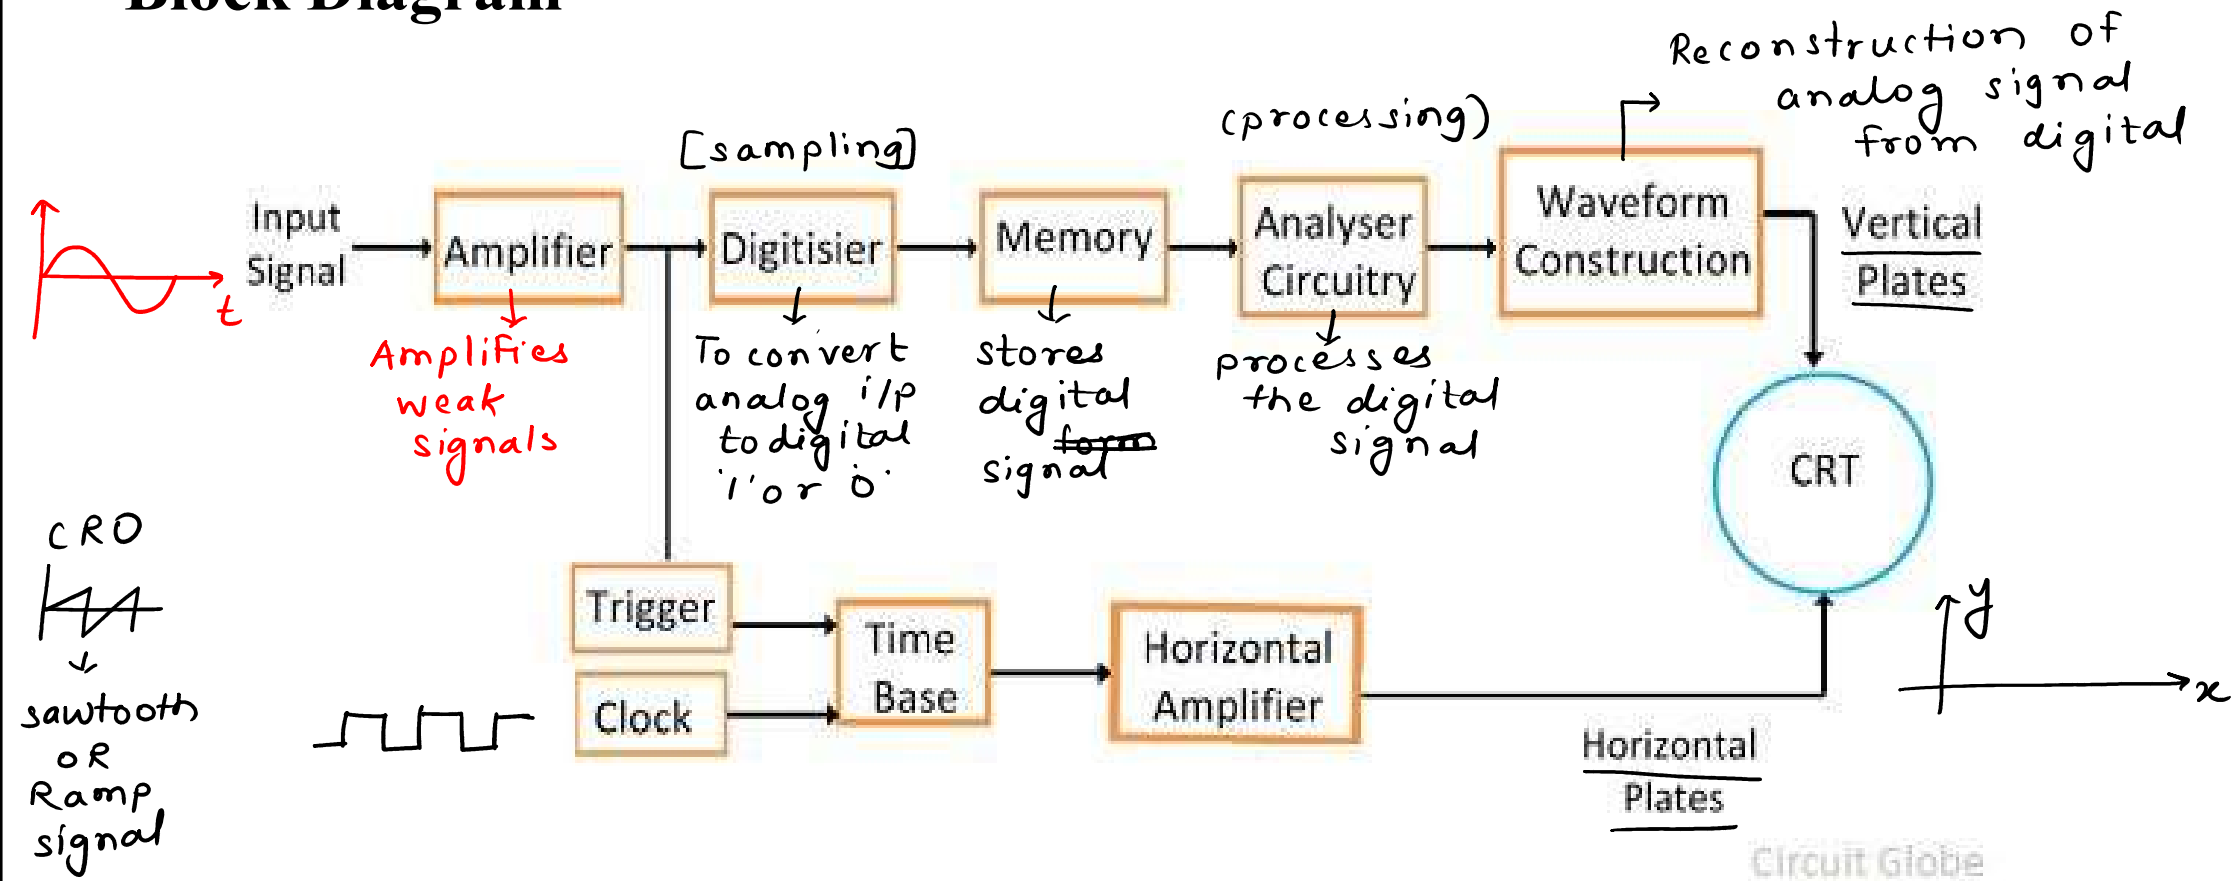 Block Diagram
Reconstruction of
analog signal
from digital
(processing)
[sampling]
Input
Signal
Amplifier
Digitisier
Memory
Analyser
Circuitry
Waveform
Construction
Vertical
Plates
t
Amplifies
weak
signals
To convert
analog i/p
to digital
'1' or '0'
stores
digital
form
signal
processes
the digital
signal
CRT
CRO
sawtooth
OR
Ramp
signal
Trigger
Clock
Time
Base
Horizontal
Amplifier
y
x
Horizontal
Plates
Circuit Globe